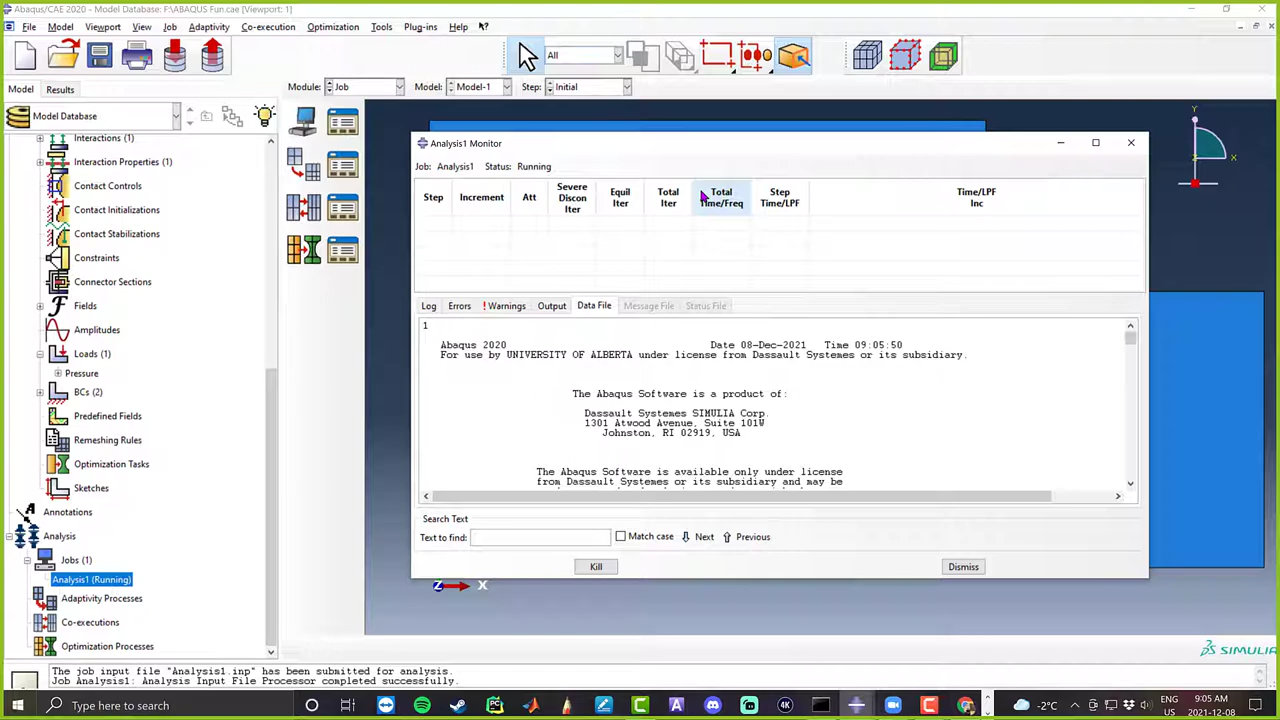 Abaqus/CAE 2020 - Model Database: F:\ABAQUS Fun.cae [Viewport: 1]
File Model Viewport View Job Adaptivity Co-execution Optimization Tools Plug-ins Help
All
Model Results
Module: Job Model: Model-1 Step: Initial
Model Database
Interactions (1)
Interaction Properties (1)
Contact Controls
Contact Initializations
Contact Stabilizations
Constraints
Connector Sections
Fields
Amplitudes
Loads (1)
Pressure
BCs (2)
Predefined Fields
Remeshing Rules
Optimization Tasks
Sketches
Annotations
Analysis
Jobs (1)
Analysis1 (Running)
Adaptivity Processes
Co-executions
Optimization Processes
Analysis1 Monitor
Job: Analysis1 Status: Running
Step Increment Att Severe Discon Iter Equil Iter Total Iter Total Time/Freq Step Time/LPF Time/LPF Inc
Log Errors ! Warnings Output Data File Message File Status File
1
Abaqus 2020 Date 08-Dec-2021 Time 09:05:50
For use by UNIVERSITY OF ALBERTA under license from Dassault Systemes or its subsidiary.
The Abaqus Software is a product of:
Dassault Systemes SIMULIA Corp.
1301 Atwood Avenue, Suite 101W
Johnston, RI 02919, USA
The Abaqus Software is available only under license
from Dassault Systemes or its subsidiary and may be
Search Text
Text to find: Match case Next Previous
Kill Dismiss
Y
X
Z
Z X
SIMULIA
The job input file "Analysis1.inp" has been submitted for analysis.
Job Analysis1: Analysis Input File Processor completed successfully.
Type here to search
-2°C
ENG
US
9:05 AM
2021-12-08